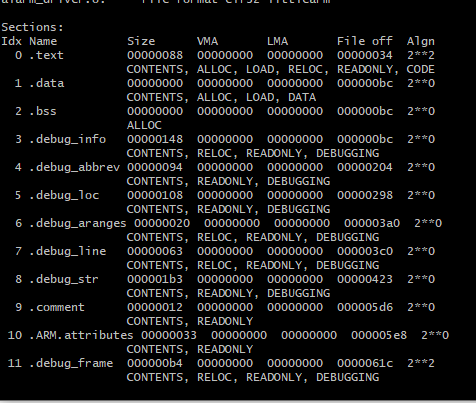 alarm_driver.o:     file format elf32-littlearm
Sections:
Idx Name          Size      VMA       LMA       File off  Algn
  0 .text         00000088  00000000  00000000  00000034  2**2
                  CONTENTS, ALLOC, LOAD, RELOC, READONLY, CODE
  1 .data         00000000  00000000  00000000  000000bc  2**0
                  CONTENTS, ALLOC, LOAD, DATA
  2 .bss          00000000  00000000  00000000  000000bc  2**0
                  ALLOC
  3 .debug_info   00000148  00000000  00000000  000000bc  2**0
                  CONTENTS, RELOC, READONLY, DEBUGGING
  4 .debug_abbrev 00000094  00000000  00000000  00000204  2**0
                  CONTENTS, READONLY, DEBUGGING
  5 .debug_loc    00000108  00000000  00000000  00000298  2**0
                  CONTENTS, READONLY, DEBUGGING
  6 .debug_aranges 00000020  00000000  00000000  000003a0  2**0
                  CONTENTS, RELOC, READONLY, DEBUGGING
  7 .debug_line   00000063  00000000  00000000  000003c0  2**0
                  CONTENTS, RELOC, READONLY, DEBUGGING
  8 .debug_str    000001b3  00000000  00000000  00000423  2**0
                  CONTENTS, READONLY, DEBUGGING
  9 .comment      00000012  00000000  00000000  000005d6  2**0
                  CONTENTS, READONLY
 10 .ARM.attributes 00000033  00000000  00000000  000005e8  2**0
                  CONTENTS, READONLY
 11 .debug_frame  000000b4  00000000  00000000  0000061c  2**2
                  CONTENTS, RELOC, READONLY, DEBUGGING